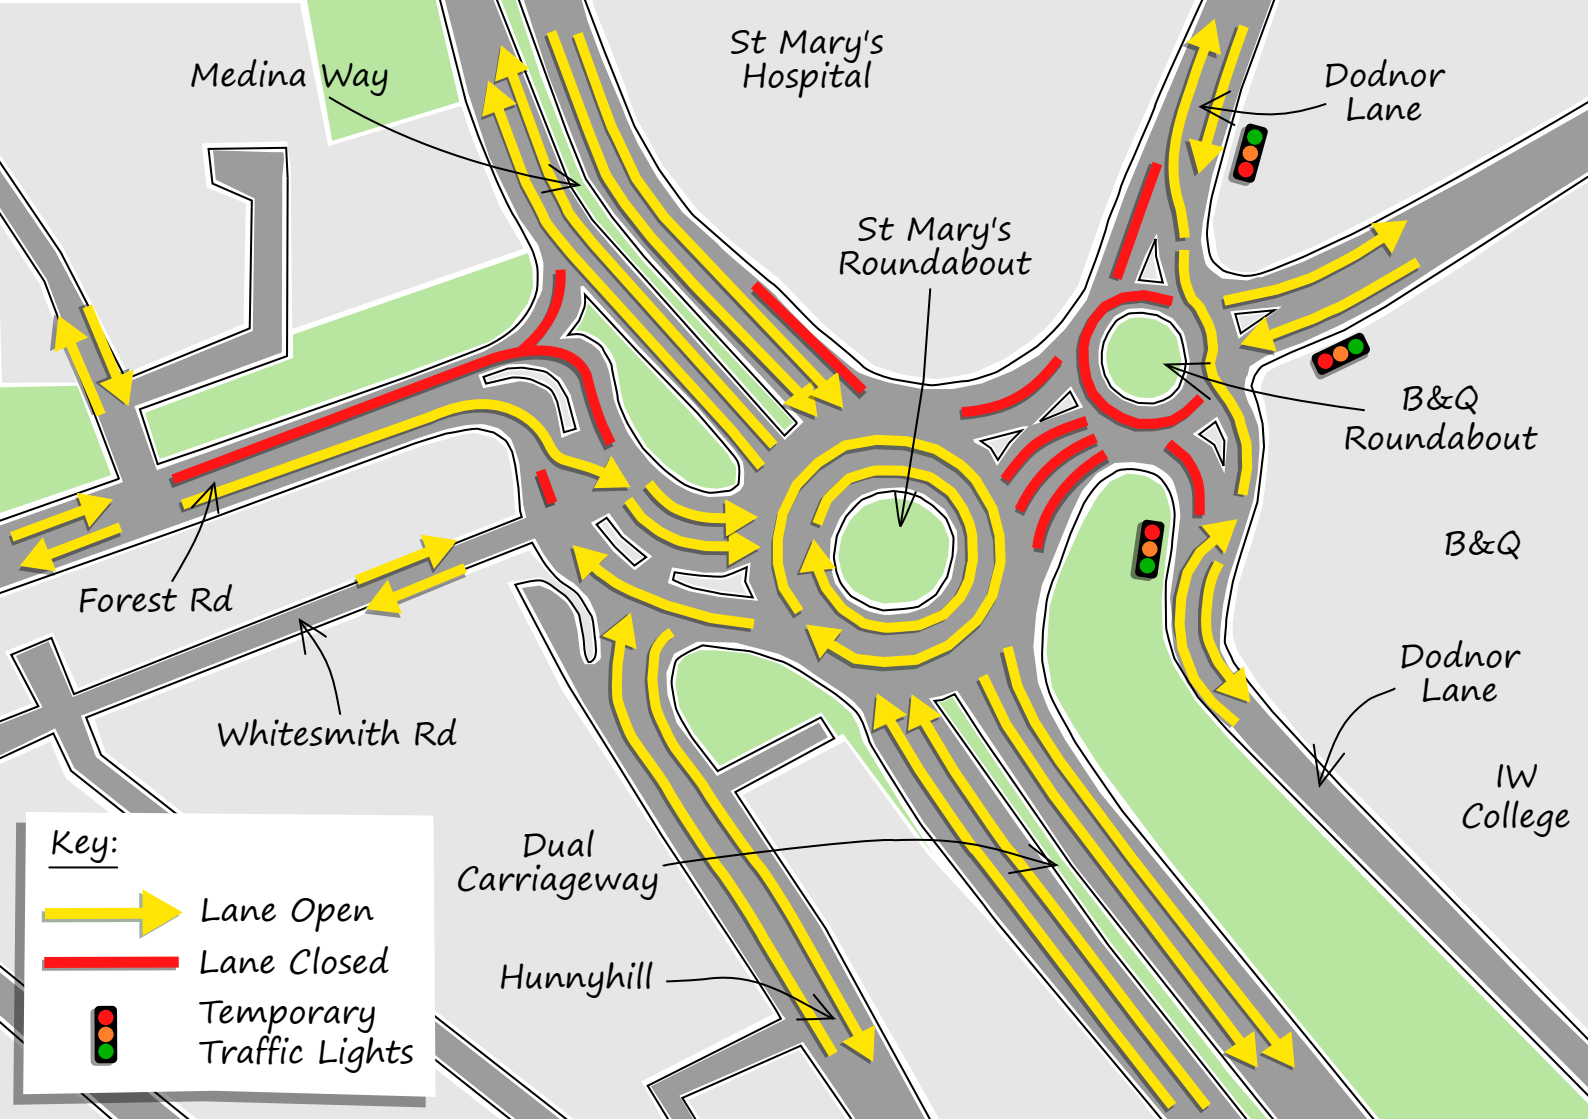 Medina Way
St Mary's
Hospital
Dodnor
Lane
St Mary's
Roundabout
B&Q
Roundabout
B&Q
Forest Rd
Whitesmith Rd
Dodnor
Lane
IW
College
Dual
Carriageway
Hunnyhill
Key:
Lane Open
Lane Closed
Temporary
Traffic Lights